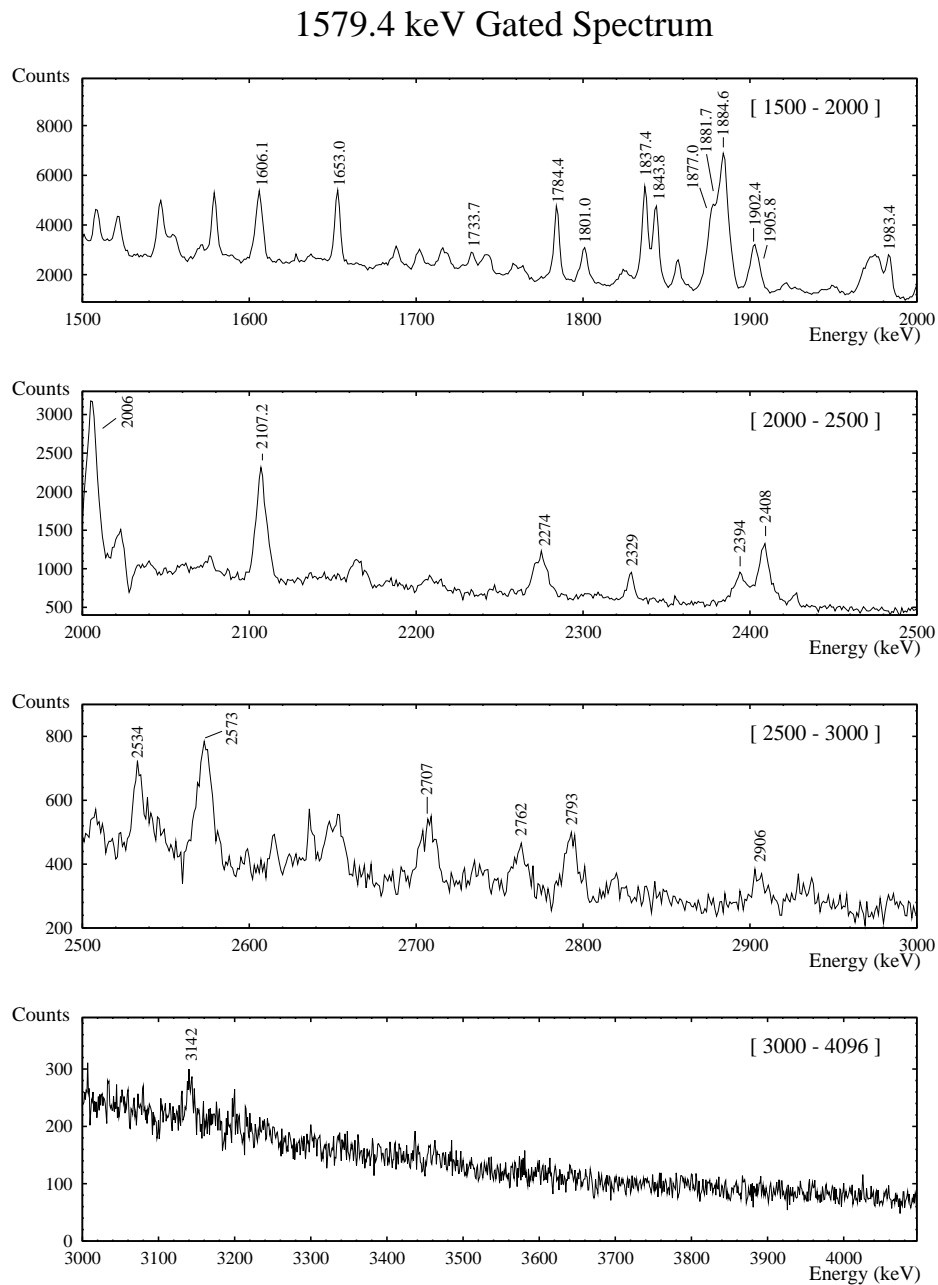 1579.4 keV Gated Spectrum
Counts
[ 1500 - 2000 ]
1606.1
1653.0
1733.7
1784.4
1801.0
1837.4
1843.8
1877.0
1881.7
1884.6
1902.4
1905.8
1983.4
8000
6000
4000
2000
1500 1600 1700 1800 1900 2000
Energy (keV)
Counts
[ 2000 - 2500 ]
2006
2107.2
2274
2329
2394
2408
3000
2500
2000
1500
1000
500
2000 2100 2200 2300 2400 2500
Energy (keV)
Counts
[ 2500 - 3000 ]
2534
2573
2707
2762
2793
2906
800
600
400
200
2500 2600 2700 2800 2900 3000
Energy (keV)
Counts
[ 3000 - 4096 ]
3142
300
200
100
0
3000 3100 3200 3300 3400 3500 3600 3700 3800 3900 4000
Energy (keV)